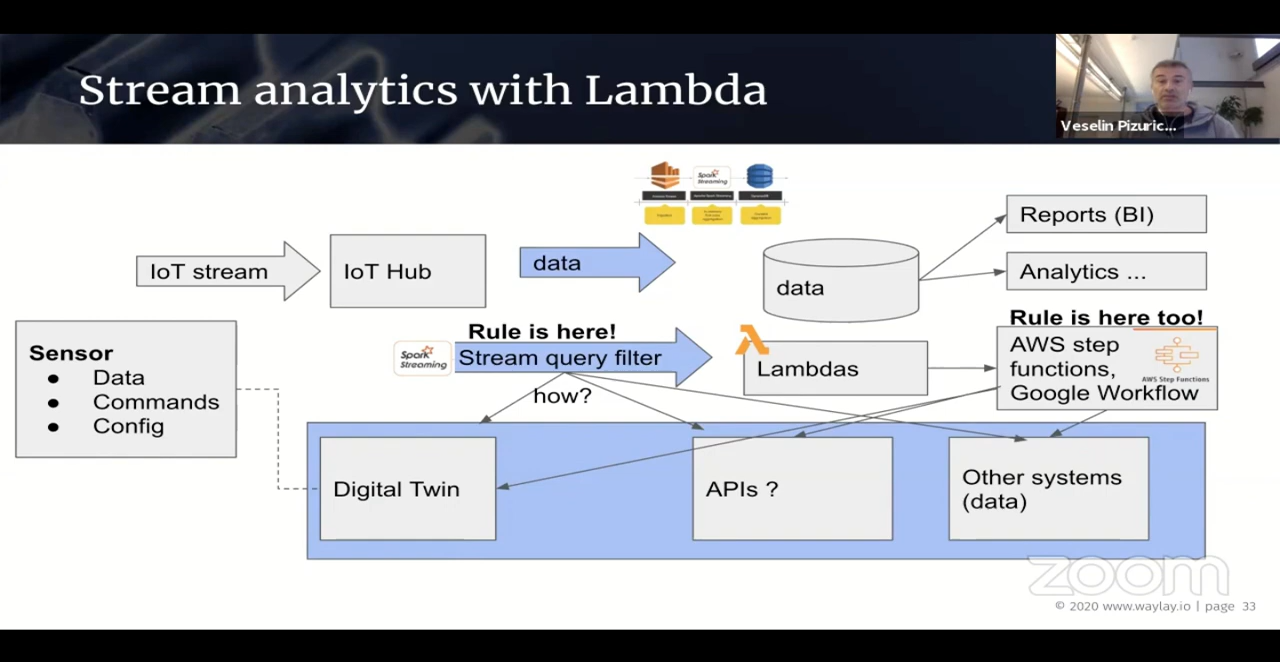 Stream analytics with Lambda
Veselin Pizuric...
Spark
Streaming
IoT stream
IoT Hub
data
data
Reports (BI)
Analytics ...
Sensor
● Data
● Commands
● Config
Rule is here!
Spark
Streaming
Stream query filter
how?
Lambdas
Rule is here too!
AWS step
functions,
Google Workflow
AWS Step Functions
Digital Twin
APIs ?
Other systems
(data)
zoom
© 2020 www.waylay.io | page 33